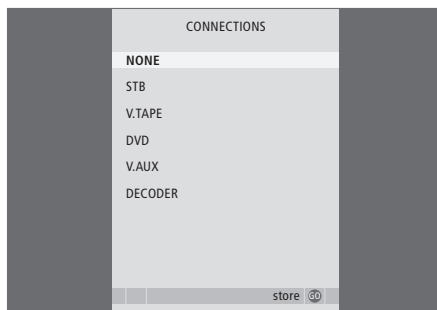 CONNECTIONS
NONE
STB
V.TAPE
DVD
V.AUX
DECODER
store GO